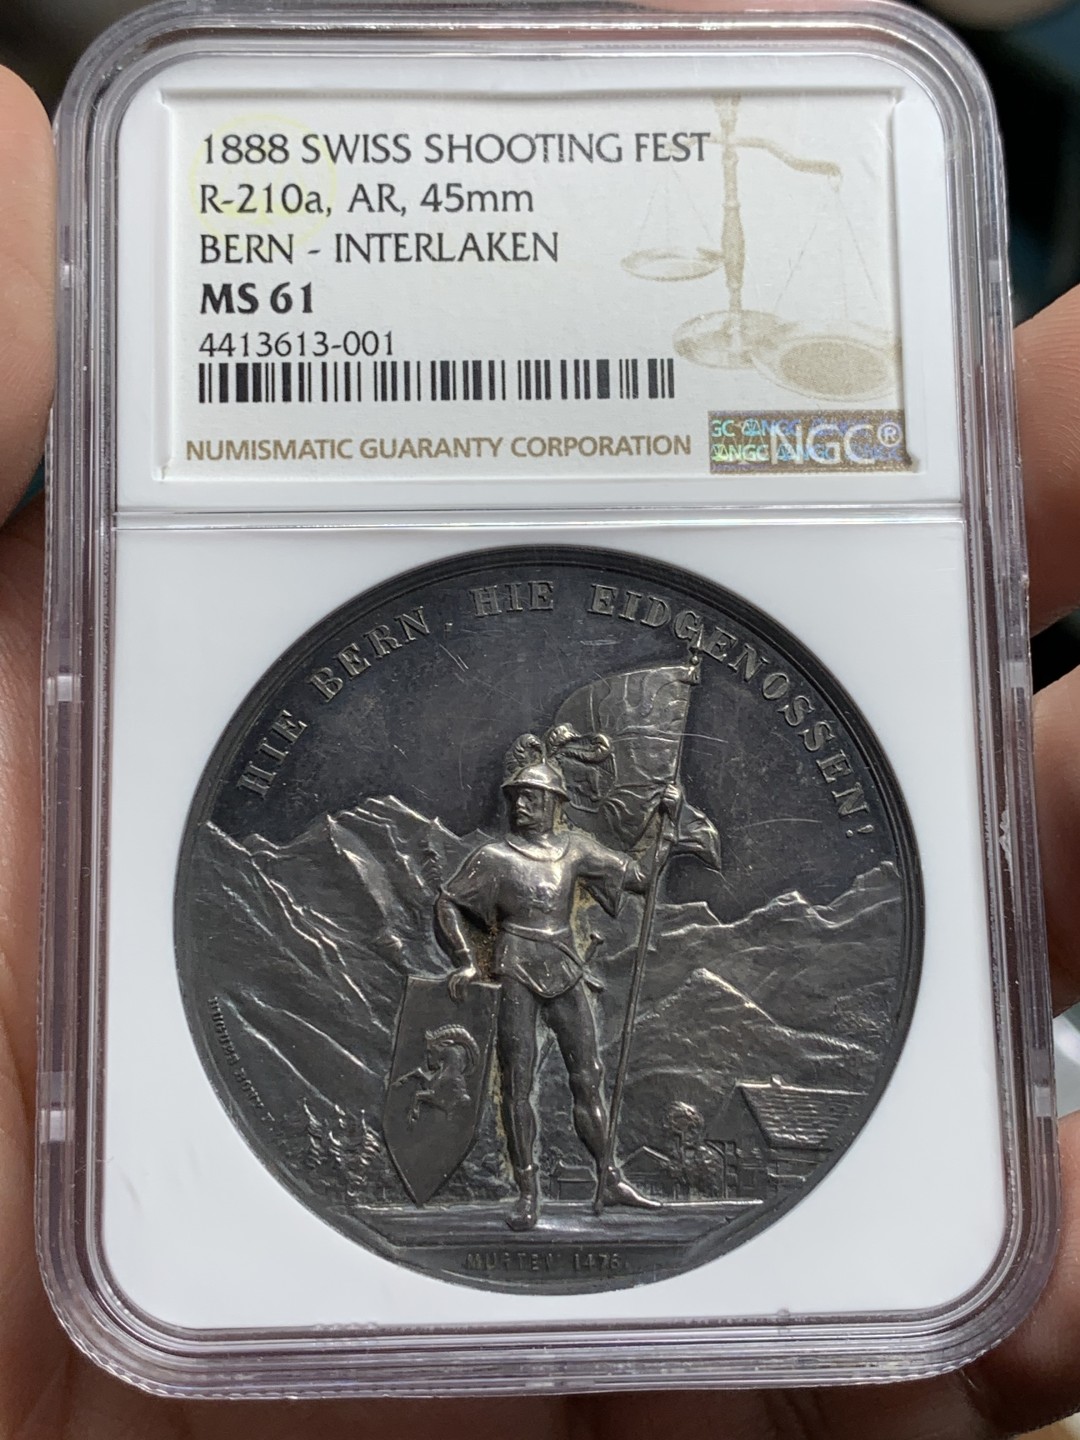 1888 SWISS SHOOTING FEST
R-210a, AR, 45mm
BERN - INTERLAKEN
MS 61
4413613-001
NUMISMATIC GUARANTY CORPORATION
NGC®
HIE BERN HIE EIDGENOSSEN!
MURTEN 1476.